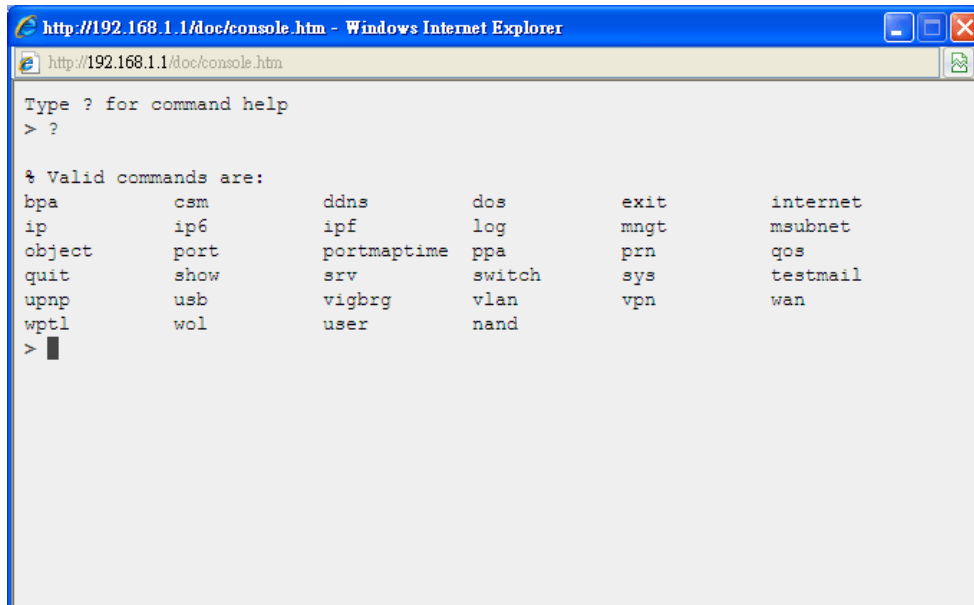 http://192.168.1.1/doc/console.htm - Windows Internet Explorer
http://192.168.1.1/doc/console.htm
Type ? for command help
> ?
% Valid commands are:
bpa csm ddns dos exit internet
ip ip6 ipf log mngt msubnet
object port portmaptime ppa prn qos
quit show srv switch sys testmail
upnp usb vigbrg vlan vpn wan
wptl wol user nand
>